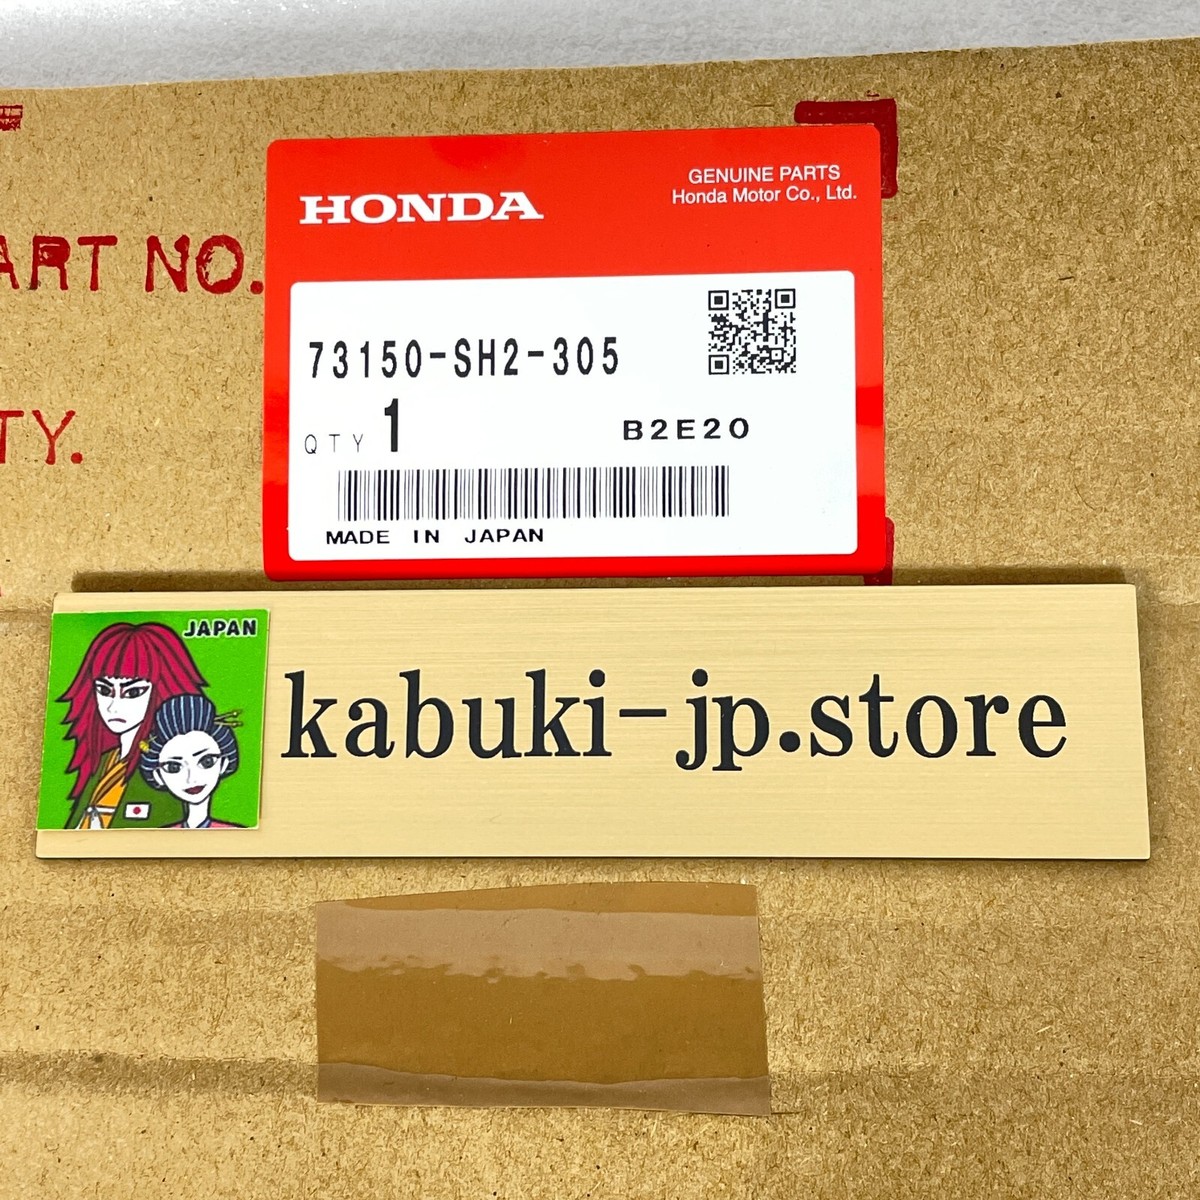 ART NO.
TY.
HONDA
GENUINE PARTS
Honda Motor Co., Ltd.
73150-SH2-305
QTY 1
B2E20
MADE IN JAPAN
JAPAN
kabuki-jp.store